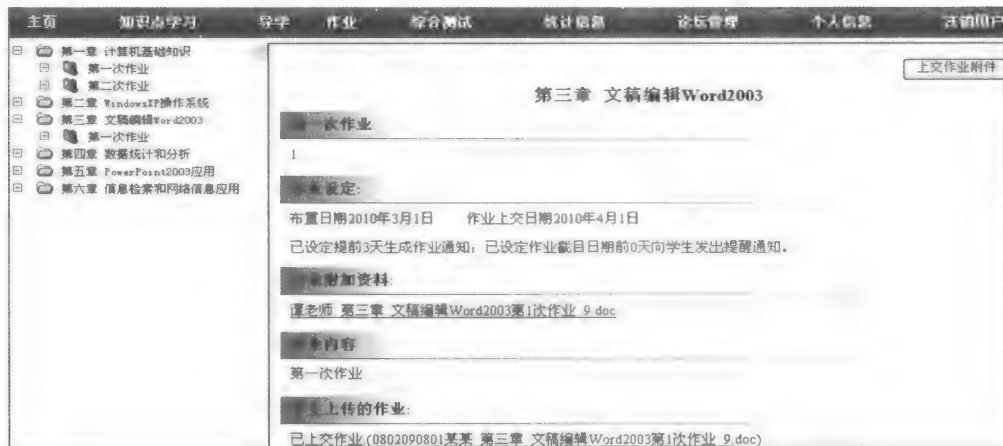 主页 知识点学习 导学 作业 综合测试 统计信息 论坛管理 个人信息 注销用户
第一章 计算机基础知识
第一次作业
第二次作业
第二章 WindowsXP操作系统
第三章 文稿编辑Word2003
第一次作业
第四章 数据统计和分析
第五章 PowerPoint2003应用
第六章 信息检索和网络信息应用
上交作业附件
第三章 文稿编辑Word2003
一次作业
1
设定:
布置日期2010年3月1日 作业上交日期2010年4月1日
已设定提前3天生成作业通知; 已设定作业截目日期前0天向学生发出提醒通知。
附加资料:
谭老师 第三章 文稿编辑Word2003第1次作业 9 doc
内容
第一次作业
上传的作业:
已上交作业.(0802090801某某 第三章 文稿编辑Word2003第1次作业 9.doc)